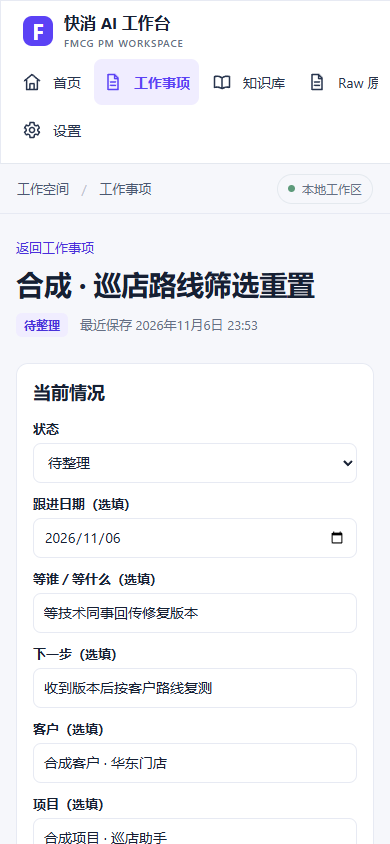 F
快消 AI 工作台
FMCG PM WORKSPACE
首页
工作事项
知识库
Raw 原
设置
工作空间 / 工作事项
本地工作区
返回工作事项
合成 · 巡店路线筛选重置
待整理
最近保存 2026年11月6日 23:53
当前情况
状态
待整理
跟进日期（选填）
2026/11/06
等谁 / 等什么（选填）
等技术同事回传修复版本
下一步（选填）
收到版本后按客户路线复测
客户（选填）
合成客户 · 华东门店
项目（选填）
合成项目 · 巡店助手